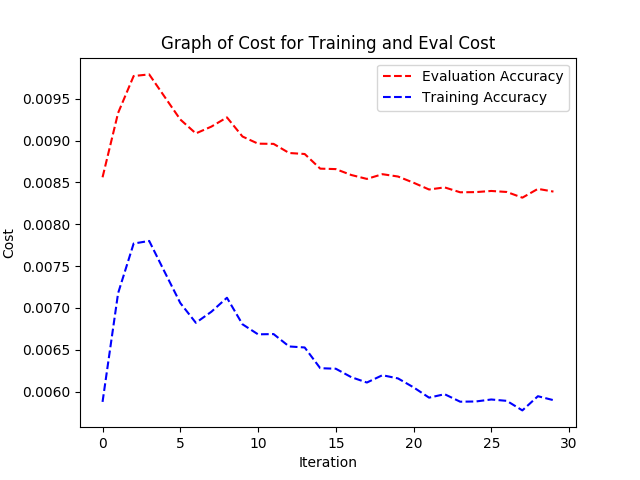 Graph of Cost for Training and Eval Cost
Evaluation Accuracy
Training Accuracy
0.0095
0.0090
0.0085
0.0080
0.0075
0.0070
0.0065
0.0060
Cost
0 5 10 15 20 25 30
Iteration